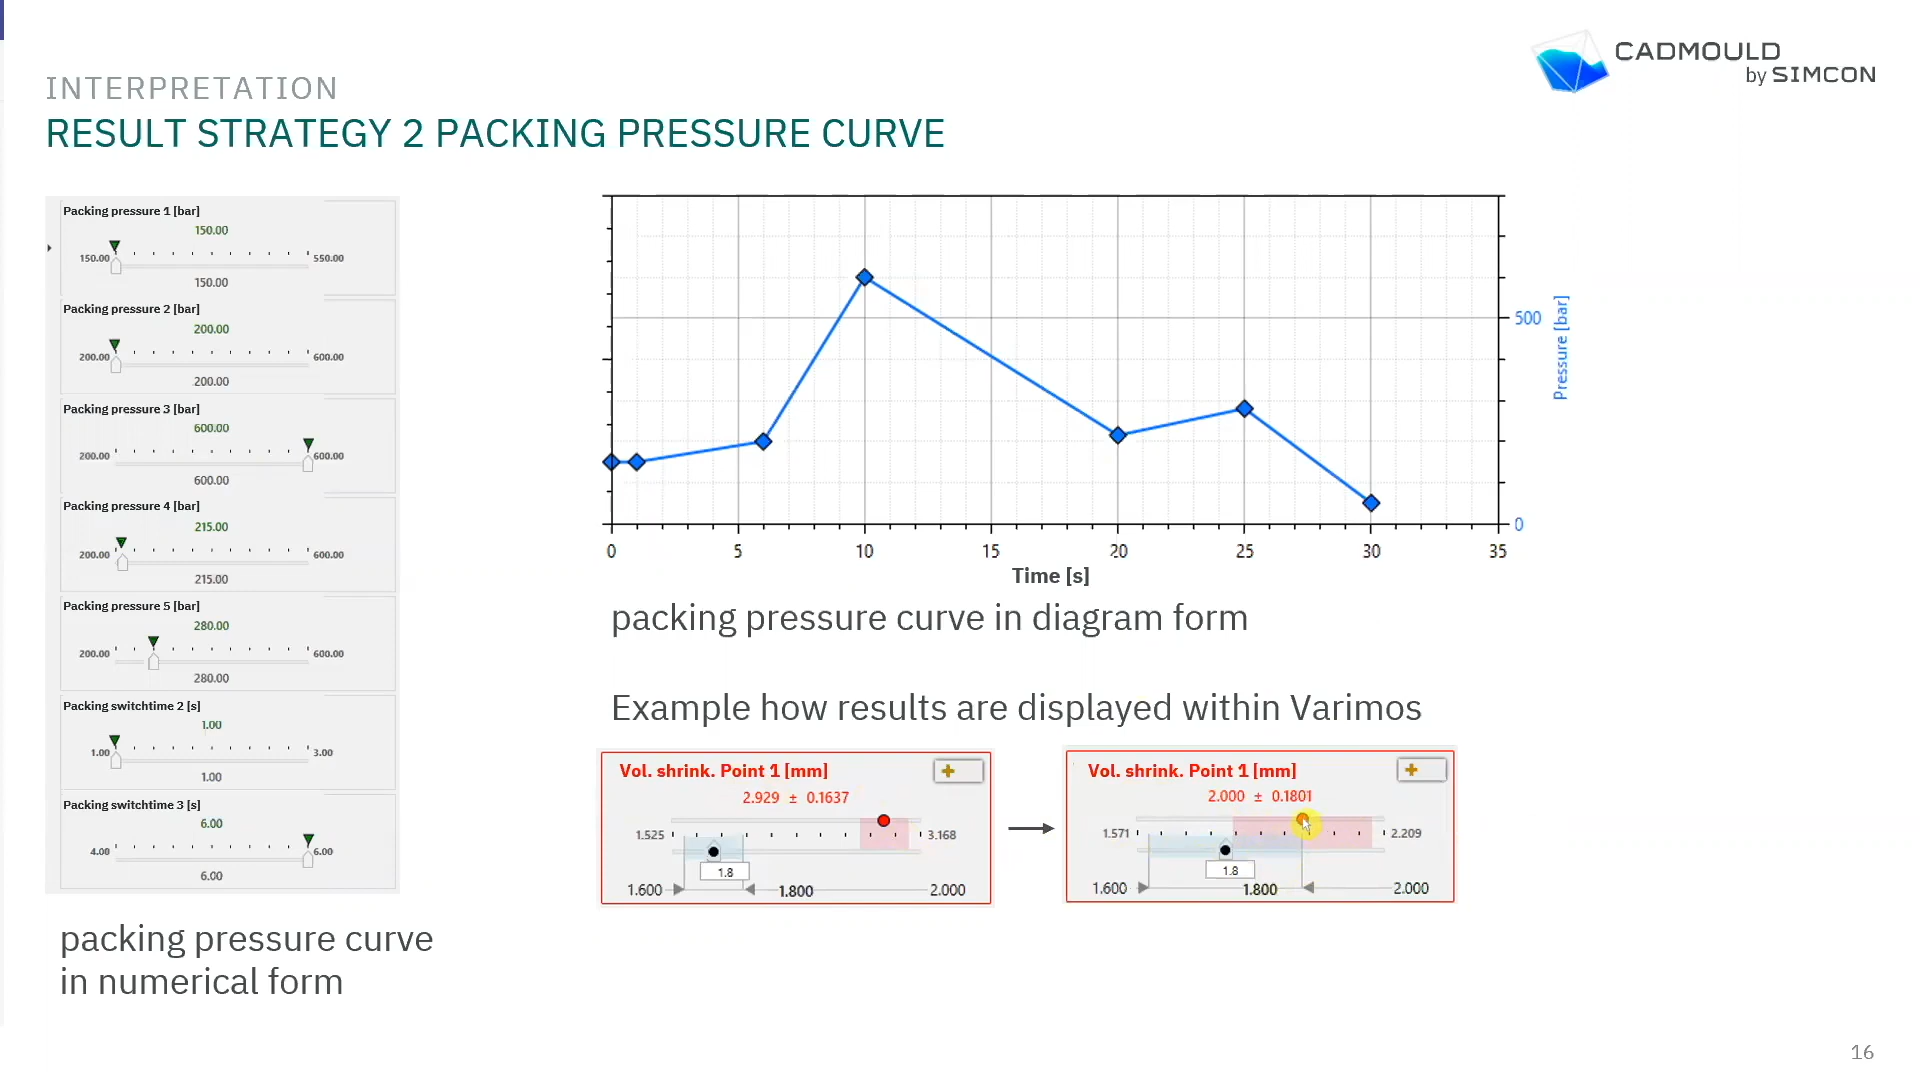 CADMOULD
by SIMCON
INTERPRETATION
RESULT STRATEGY 2 PACKING PRESSURE CURVE
Packing pressure 1 [bar]
150.00
150.00 550.00
150.00
Packing pressure 2 [bar]
200.00
200.00 600.00
200.00
Packing pressure 3 [bar]
600.00
200.00 600.00
600.00
Packing pressure 4 [bar]
215.00
200.00 600.00
215.00
Packing pressure 5 [bar]
280.00
200.00 600.00
280.00
Packing switchtime 2 [s]
1.00
1.00 3.00
1.00
Packing switchtime 3 [s]
6.00
4.00 6.00
6.00
packing pressure curve
in numerical form
500
0
Pressure [bar]
0 5 10 15 20 25 30 35
Time [s]
packing pressure curve in diagram form
Example how results are displayed within Varimos
Vol. shrink. Point 1 [mm]
2.929 ± 0.1637
1.525 3.168
1.8
1.600 1.800 2.000
Vol. shrink. Point 1 [mm]
2.000 ± 0.1801
1.571 2.209
1.8
1.600 1.800 2.000
16